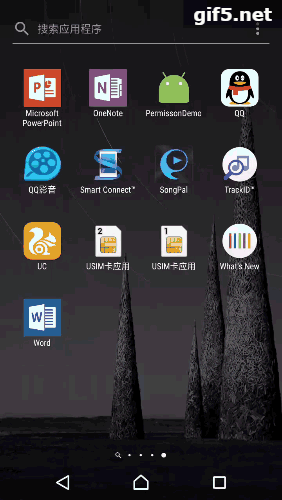 gif5.net
搜索应用程序
Microsoft
PowerPoint
OneNote
PermissonDemo
QQ
QQ影音
Smart Connect™
SongPal
TrackID™
UC
2
USIM卡应用
1
USIM卡应用
What's New
Word